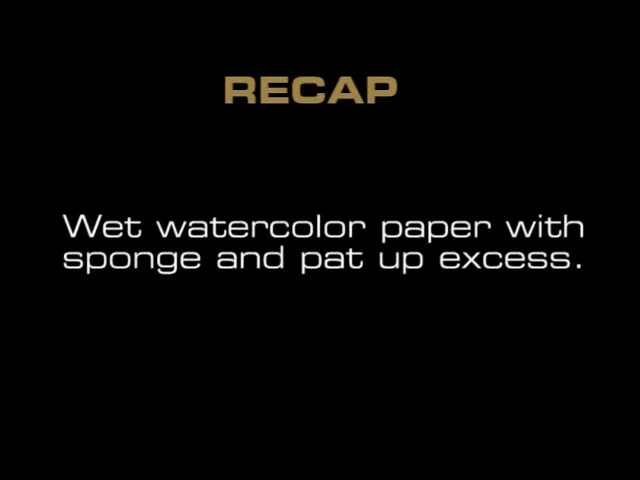 RECAP
Wet watercolor paper with
sponge and pat up excess.